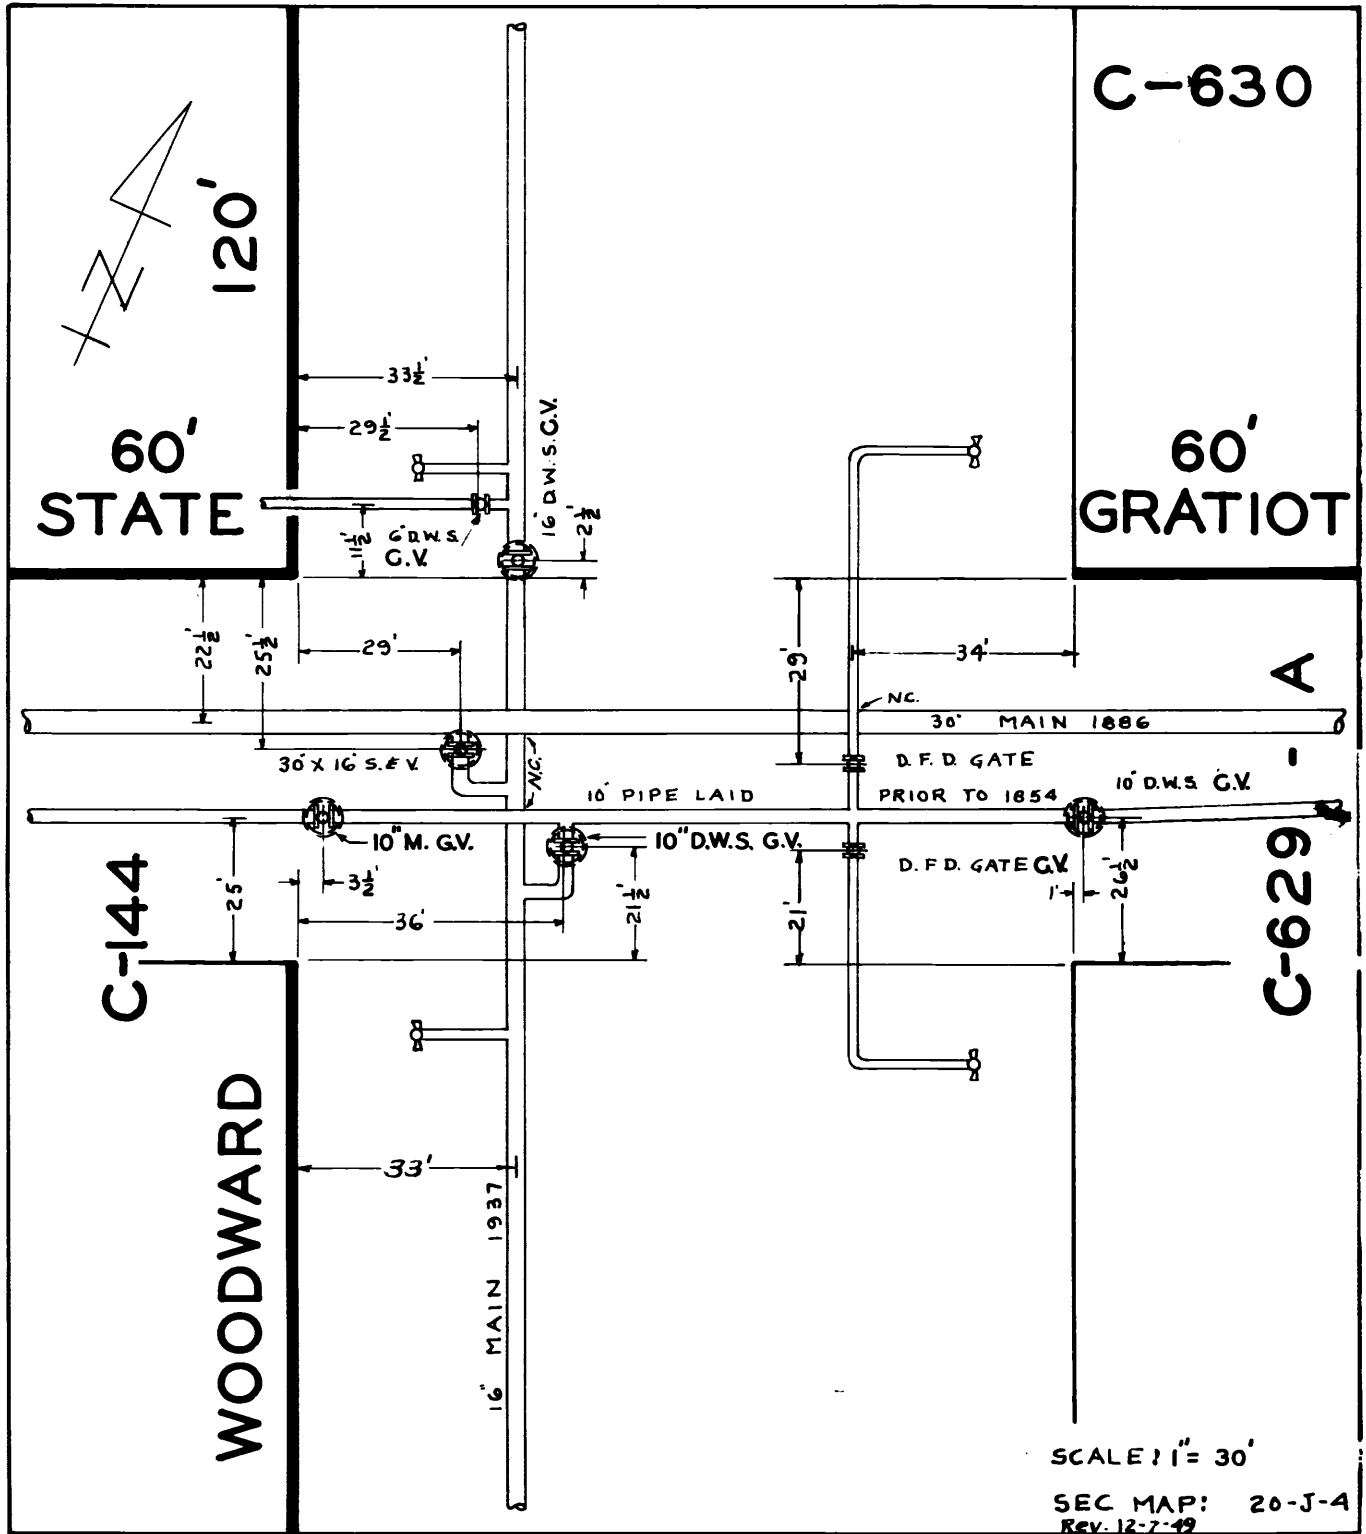 C-630
N
120'
60'
STATE
60'
GRATIOT
33½'
29½'
16" D.W.S. G.V.
2½'
11½'
6" D.W.S.
G.V.
22½'
25½'
29'
29'
34'
N.C.
30" MAIN 1886
A
30" X 16" S. & V.
N.C.
D.F.D. GATE
10" D.W.S. G.V.
10" PIPE LAID PRIOR TO 1854
10" M. G.V.
10" D.W.S. G.V.
D.F.D. GATE G.V.
C-144
25'
3½'
36'
21½'
21'
1'
26½'
C-629 - A
WOODWARD
33'
16" MAIN 1937
SCALE: 1" = 30'
SEC MAP: 20-J-4
Rev. 12-7-49